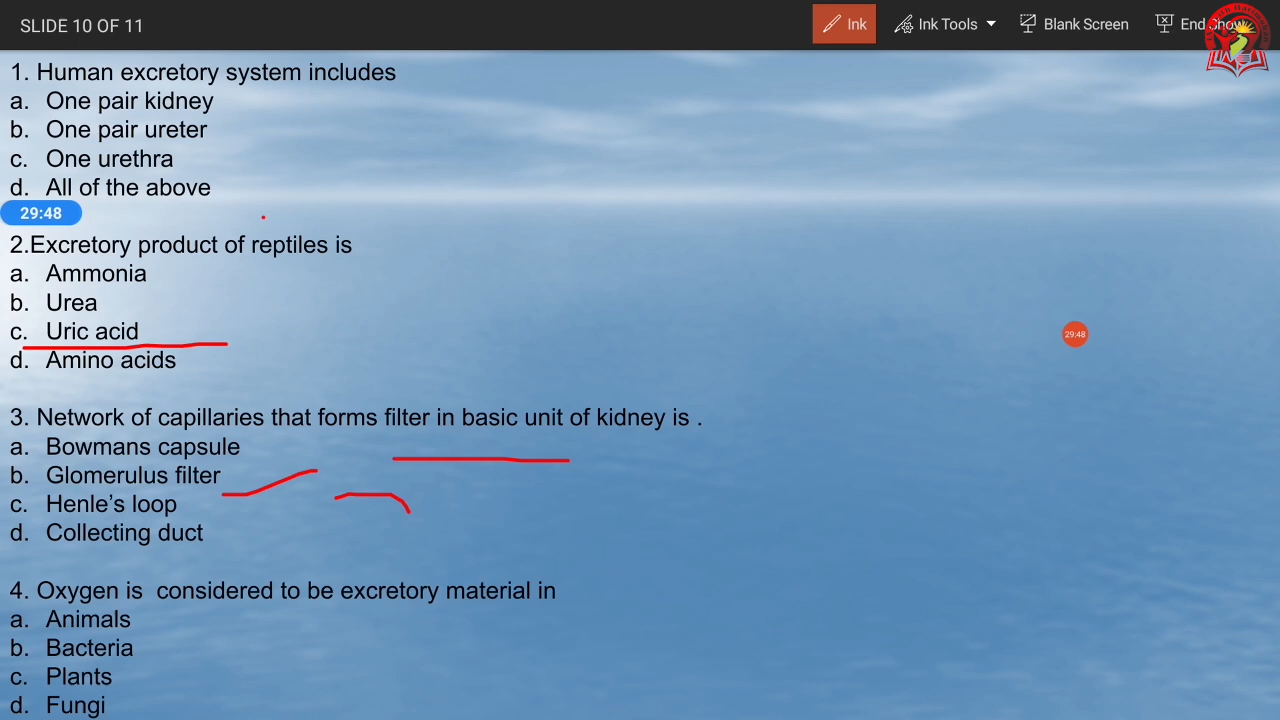 SLIDE 10 OF 11
Ink
Ink Tools
Blank Screen
End Show
1. Human excretory system includes
a. One pair kidney
b. One pair ureter
c. One urethra
d. All of the above
29:48
2.Excretory product of reptiles is
a. Ammonia
b. Urea
c. Uric acid
29:48
d. Amino acids
3. Network of capillaries that forms filter in basic unit of kidney is .
a. Bowmans capsule
b. Glomerulus filter
c. Henle’s loop
d. Collecting duct
4. Oxygen is  considered to be excretory material in
a. Animals
b. Bacteria
c. Plants
d. Fungi